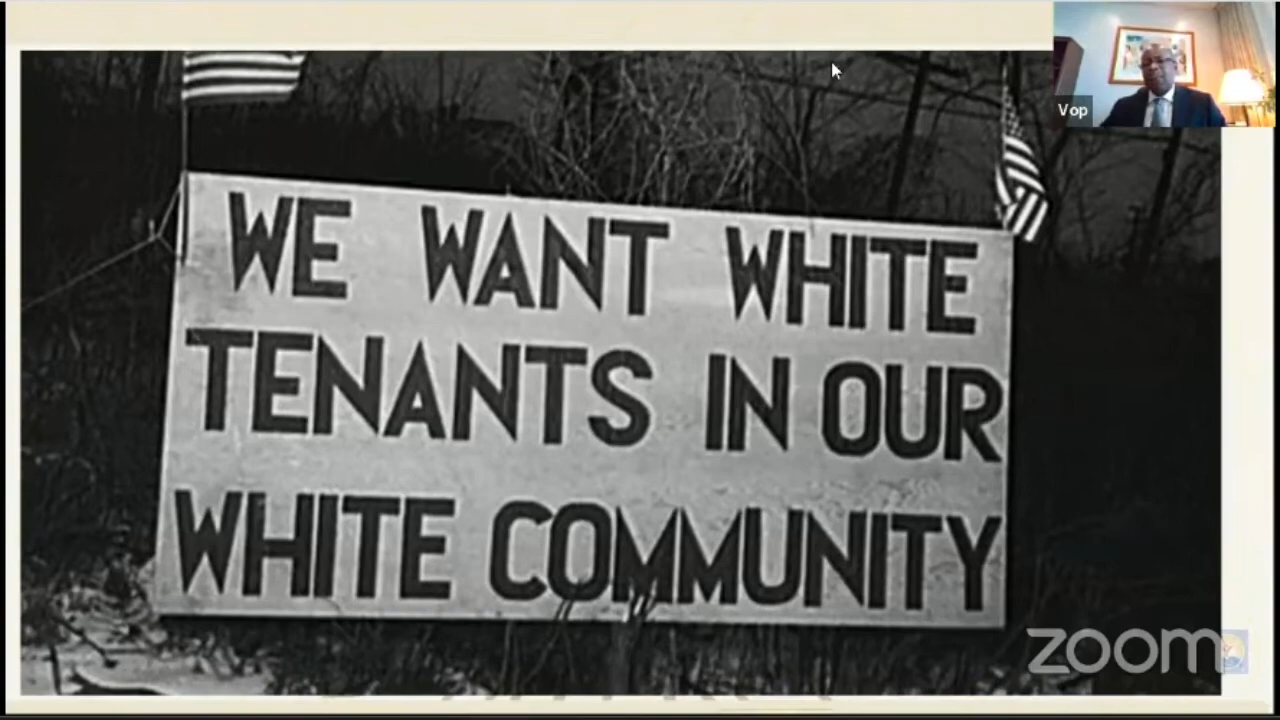 WE WANT WHITE
TENANTS IN OUR
WHITE COMMUNITY
Vop
zoom